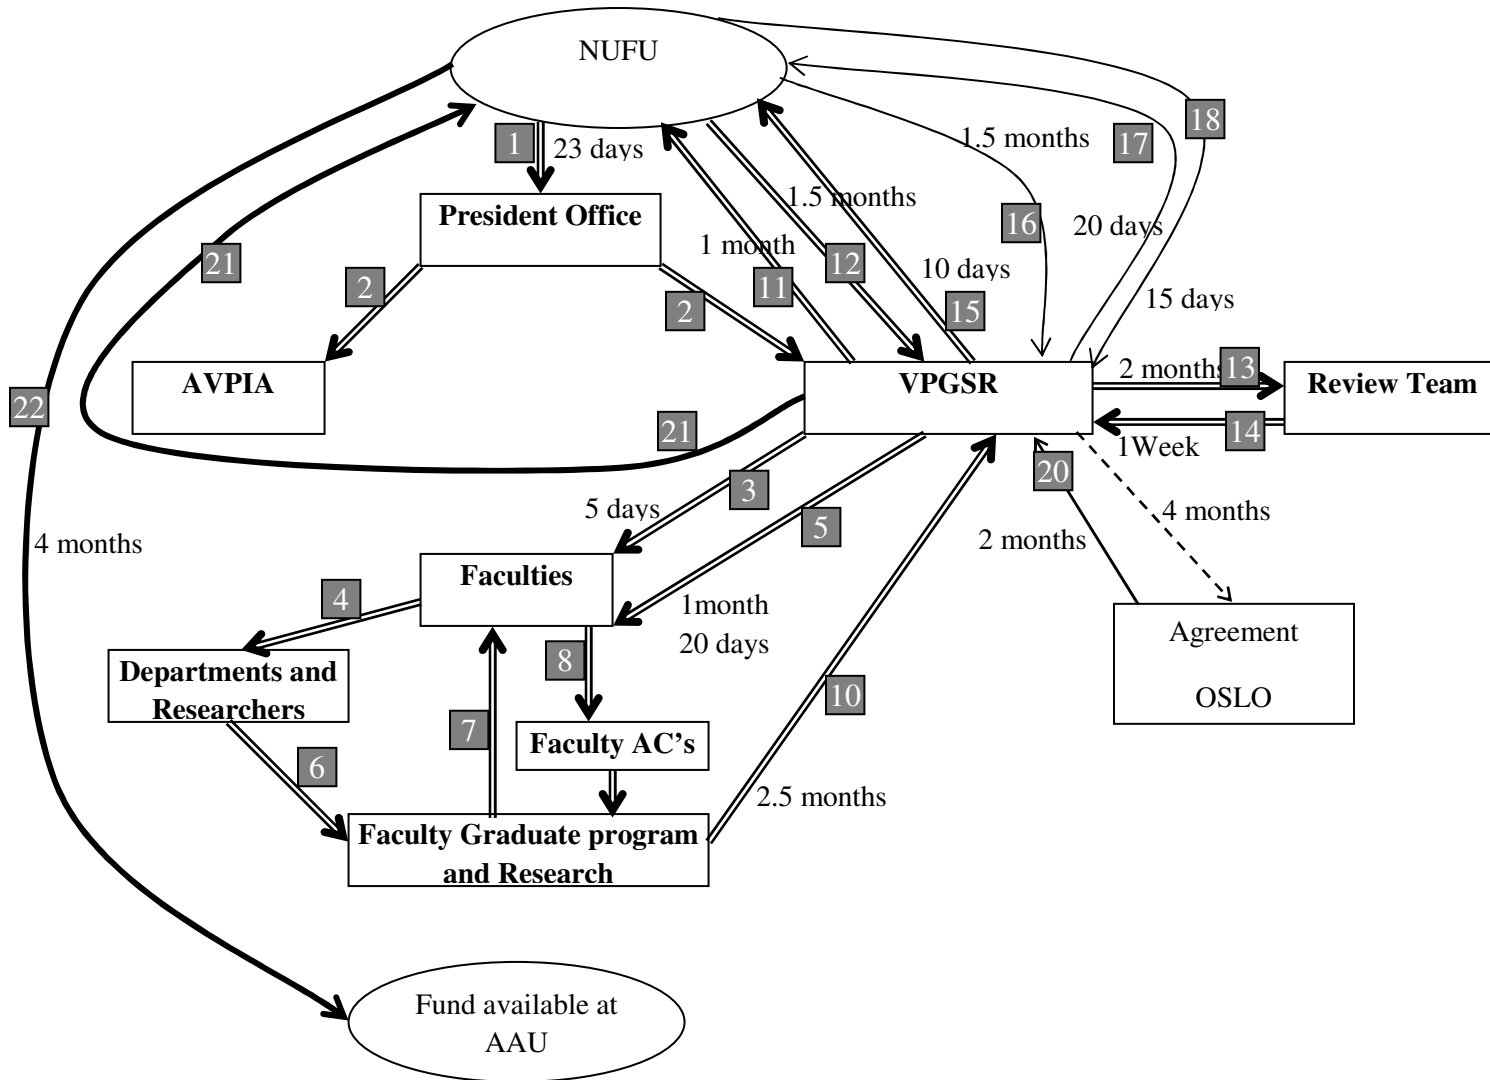 NUFU
18
17
1.5 months
1
23 days
1.5 months
President Office
16
20 days
1 month
21
12
10 days
2
11
2
15
15 days
AVPIA
VPGSR
2 months
13
Review Team
22
21
14
1Week
3
20
5 days
5
4 months
4 months
2 months
Faculties
4
1month
20 days
Agreement
OSLO
8
Departments and
Researchers
10
7
Faculty AC's
6
2.5 months
Faculty Graduate program
and Research
Fund available at
AAU